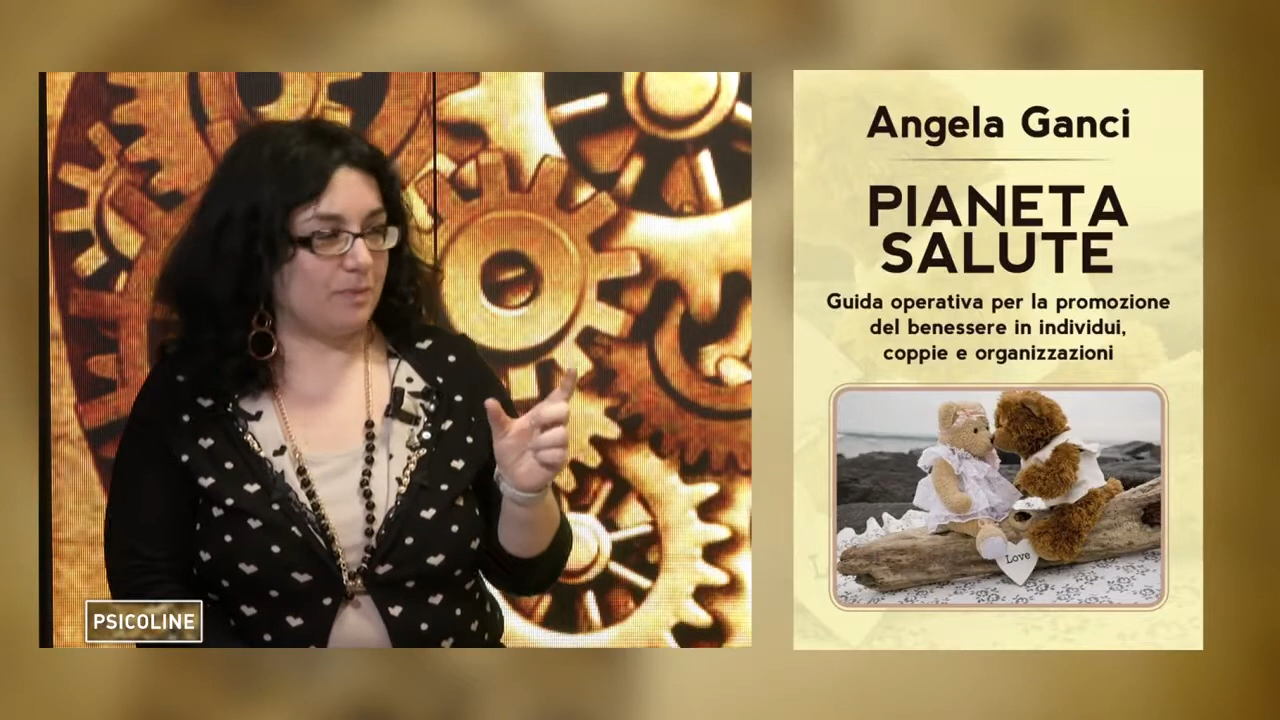 PSICOLINE
Angela Ganci
PIANETA
SALUTE
Guida operativa per la promozione
del benessere in individui,
coppie e organizzazioni
Love